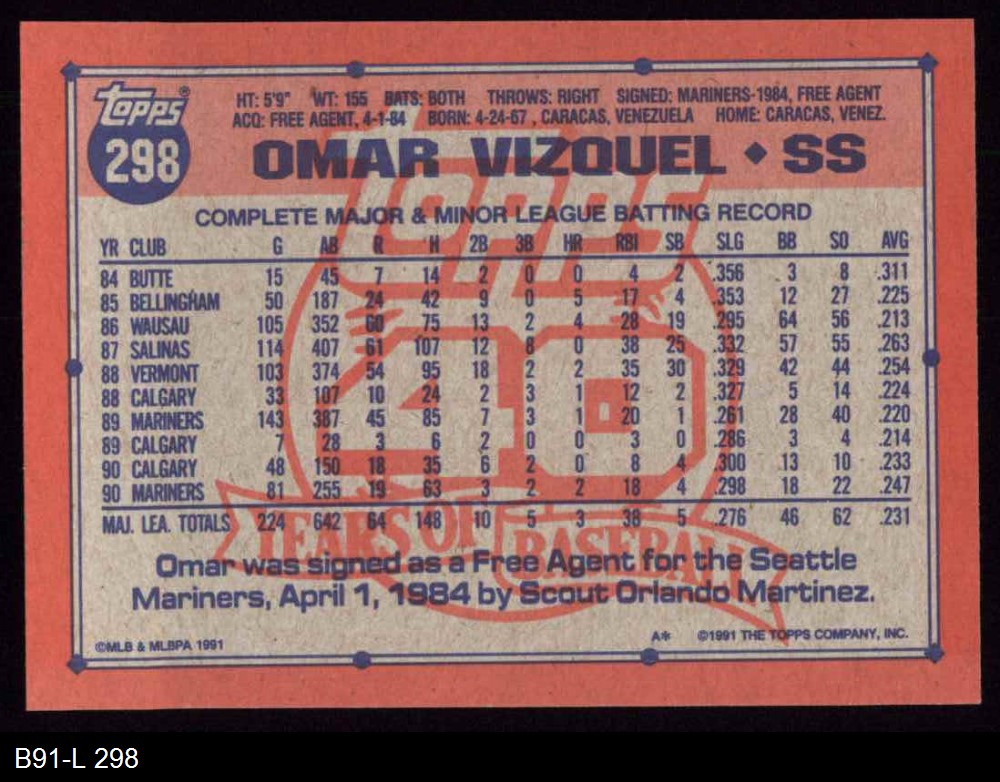 topps®
298
HT: 5'9" WT: 155 BATS: BOTH THROWS: RIGHT SIGNED: MARINERS-1984, FREE AGENT
ACQ: FREE AGENT, 4-1-84 BORN: 4-24-67 , CARACAS, VENEZUELA HOME: CARACAS, VENEZ.
OMAR VIZQUEL ◆ SS
topps
40
YEARS OF BASEBALL
COMPLETE MAJOR & MINOR LEAGUE BATTING RECORD
YR CLUB G AB R H 2B 3B HR RBI SB SLG BB SO AVG
84 BUTTE 15 45 7 14 2 0 0 4 2 .356 3 8 .311
85 BELLINGHAM 50 187 24 42 9 0 5 17 4 .353 12 27 .225
86 WAUSAU 105 352 60 75 13 2 4 28 19 .295 64 56 .213
87 SALINAS 114 407 61 107 12 8 0 38 25 .332 57 55 .263
88 VERMONT 103 374 54 95 18 2 2 35 30 .329 42 44 .254
88 CALGARY 33 107 10 24 2 3 1 12 2 .327 5 14 .224
89 MARINERS 143 387 45 85 7 3 1 20 1 .261 28 40 .220
89 CALGARY 7 28 3 6 2 0 0 3 0 .286 3 4 .214
90 CALGARY 48 150 18 35 6 2 0 8 4 .300 13 10 .233
90 MARINERS 81 255 19 63 3 2 2 18 4 .298 18 22 .247
MAJ. LEA. TOTALS 224 642 64 148 10 5 3 38 5 .276 46 62 .231
Omar was signed as a Free Agent for the Seattle
Mariners, April 1, 1984 by Scout Orlando Martinez.
©MLB & MLBPA 1991 A* ©1991 THE TOPPS COMPANY, INC.
B91-L 298